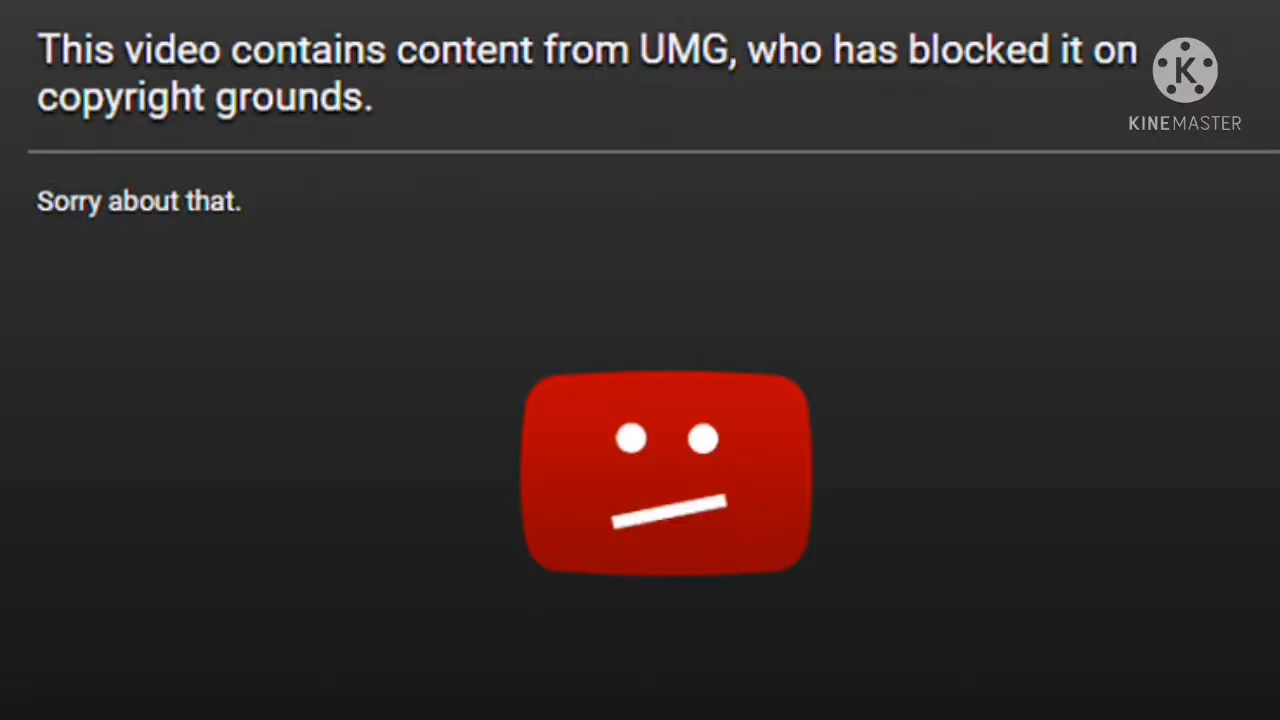 This video contains content from UMG, who has blocked it on
copyright grounds.
K
KINEMASTER
Sorry about that.